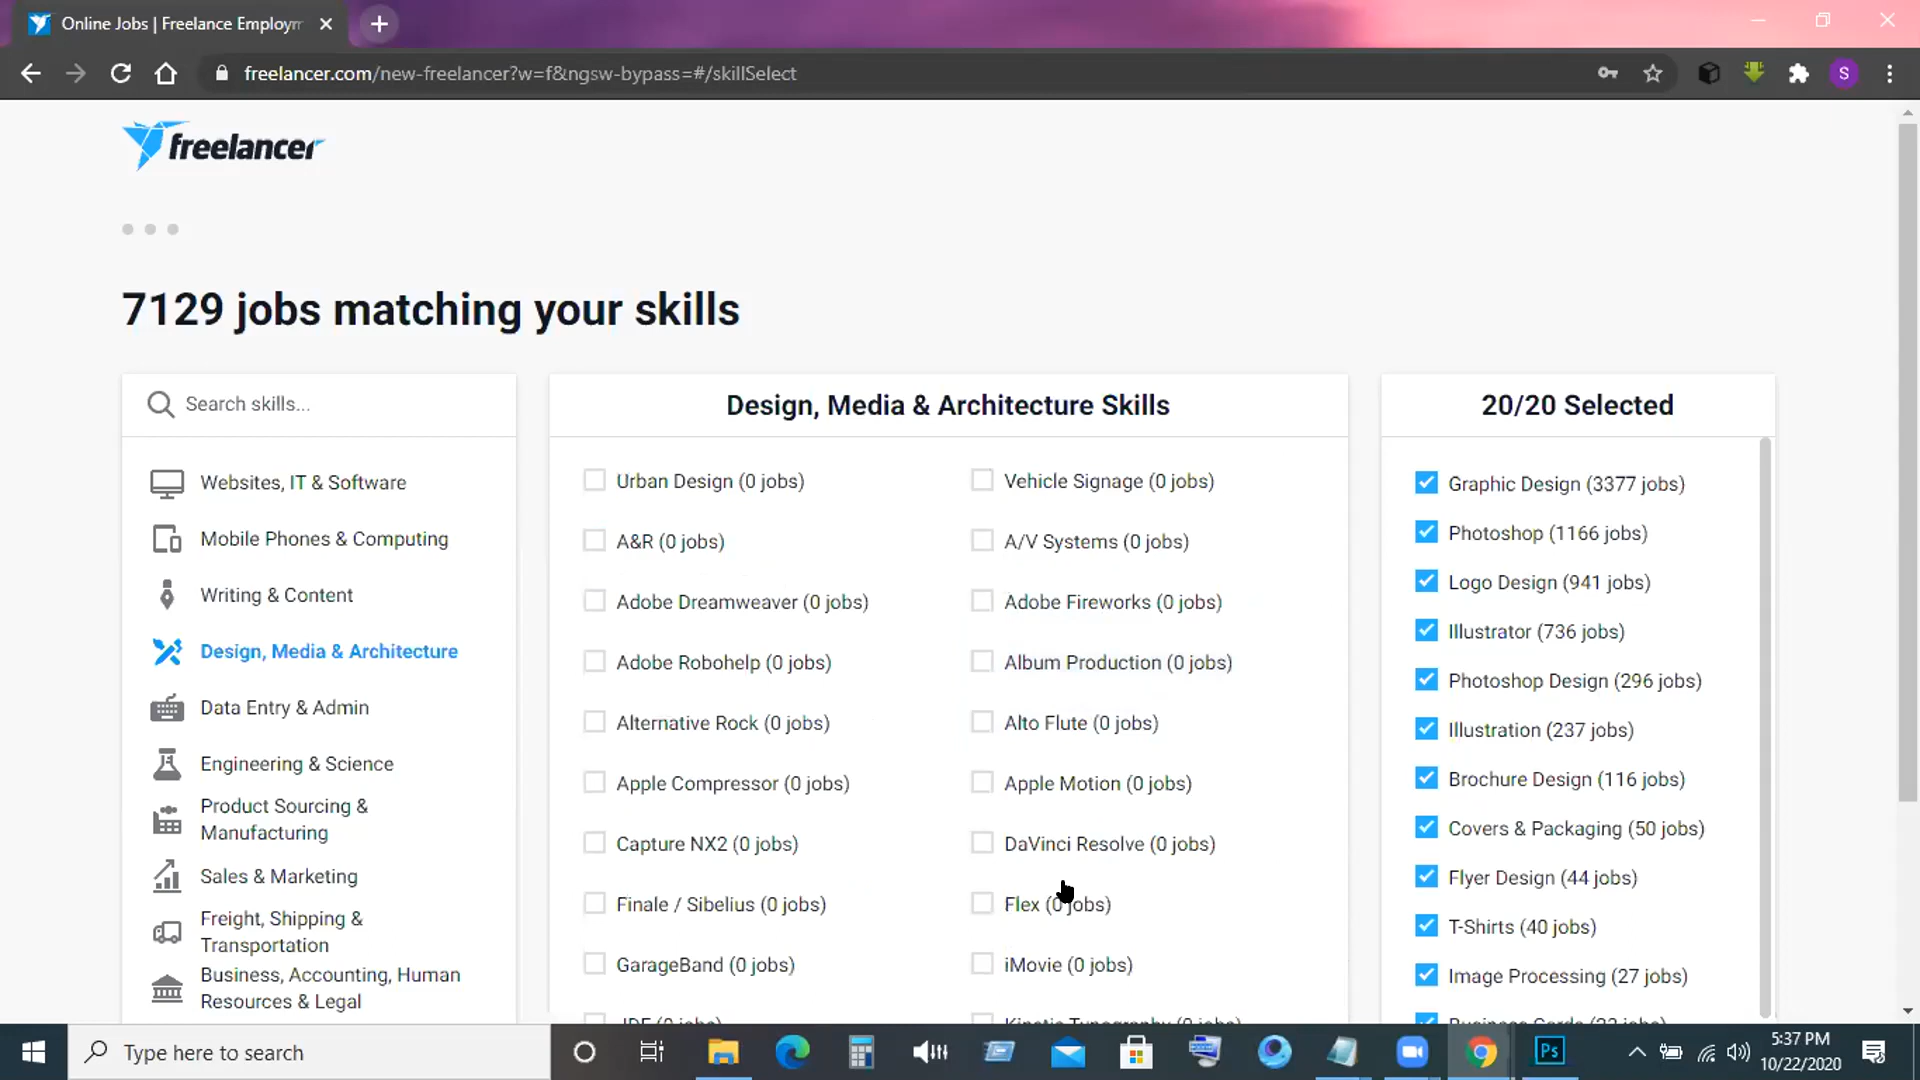 Online Jobs | Freelance Employm
freelancer.com/new-freelancer?w=f&ngsw-bypass=#/skillSelect
S
freelancer
7129 jobs matching your skills
Search skills...
Websites, IT & Software
Mobile Phones & Computing
Writing & Content
Design, Media & Architecture
Data Entry & Admin
Engineering & Science
Product Sourcing &
Manufacturing
Sales & Marketing
Freight, Shipping &
Transportation
Business, Accounting, Human
Resources & Legal
Design, Media & Architecture Skills
Urban Design (0 jobs)
Vehicle Signage (0 jobs)
A&R (0 jobs)
A/V Systems (0 jobs)
Adobe Dreamweaver (0 jobs)
Adobe Fireworks (0 jobs)
Adobe Robohelp (0 jobs)
Album Production (0 jobs)
Alternative Rock (0 jobs)
Alto Flute (0 jobs)
Apple Compressor (0 jobs)
Apple Motion (0 jobs)
Capture NX2 (0 jobs)
DaVinci Resolve (0 jobs)
Finale / Sibelius (0 jobs)
Flex (0 jobs)
GarageBand (0 jobs)
iMovie (0 jobs)
Kinetic Typography (0 jobs)
20/20 Selected
Graphic Design (3377 jobs)
Photoshop (1166 jobs)
Logo Design (941 jobs)
Illustrator (736 jobs)
Photoshop Design (296 jobs)
Illustration (237 jobs)
Brochure Design (116 jobs)
Covers & Packaging (50 jobs)
Flyer Design (44 jobs)
T-Shirts (40 jobs)
Image Processing (27 jobs)
Business Cards
Type here to search
Ps
5:37 PM
10/22/2020